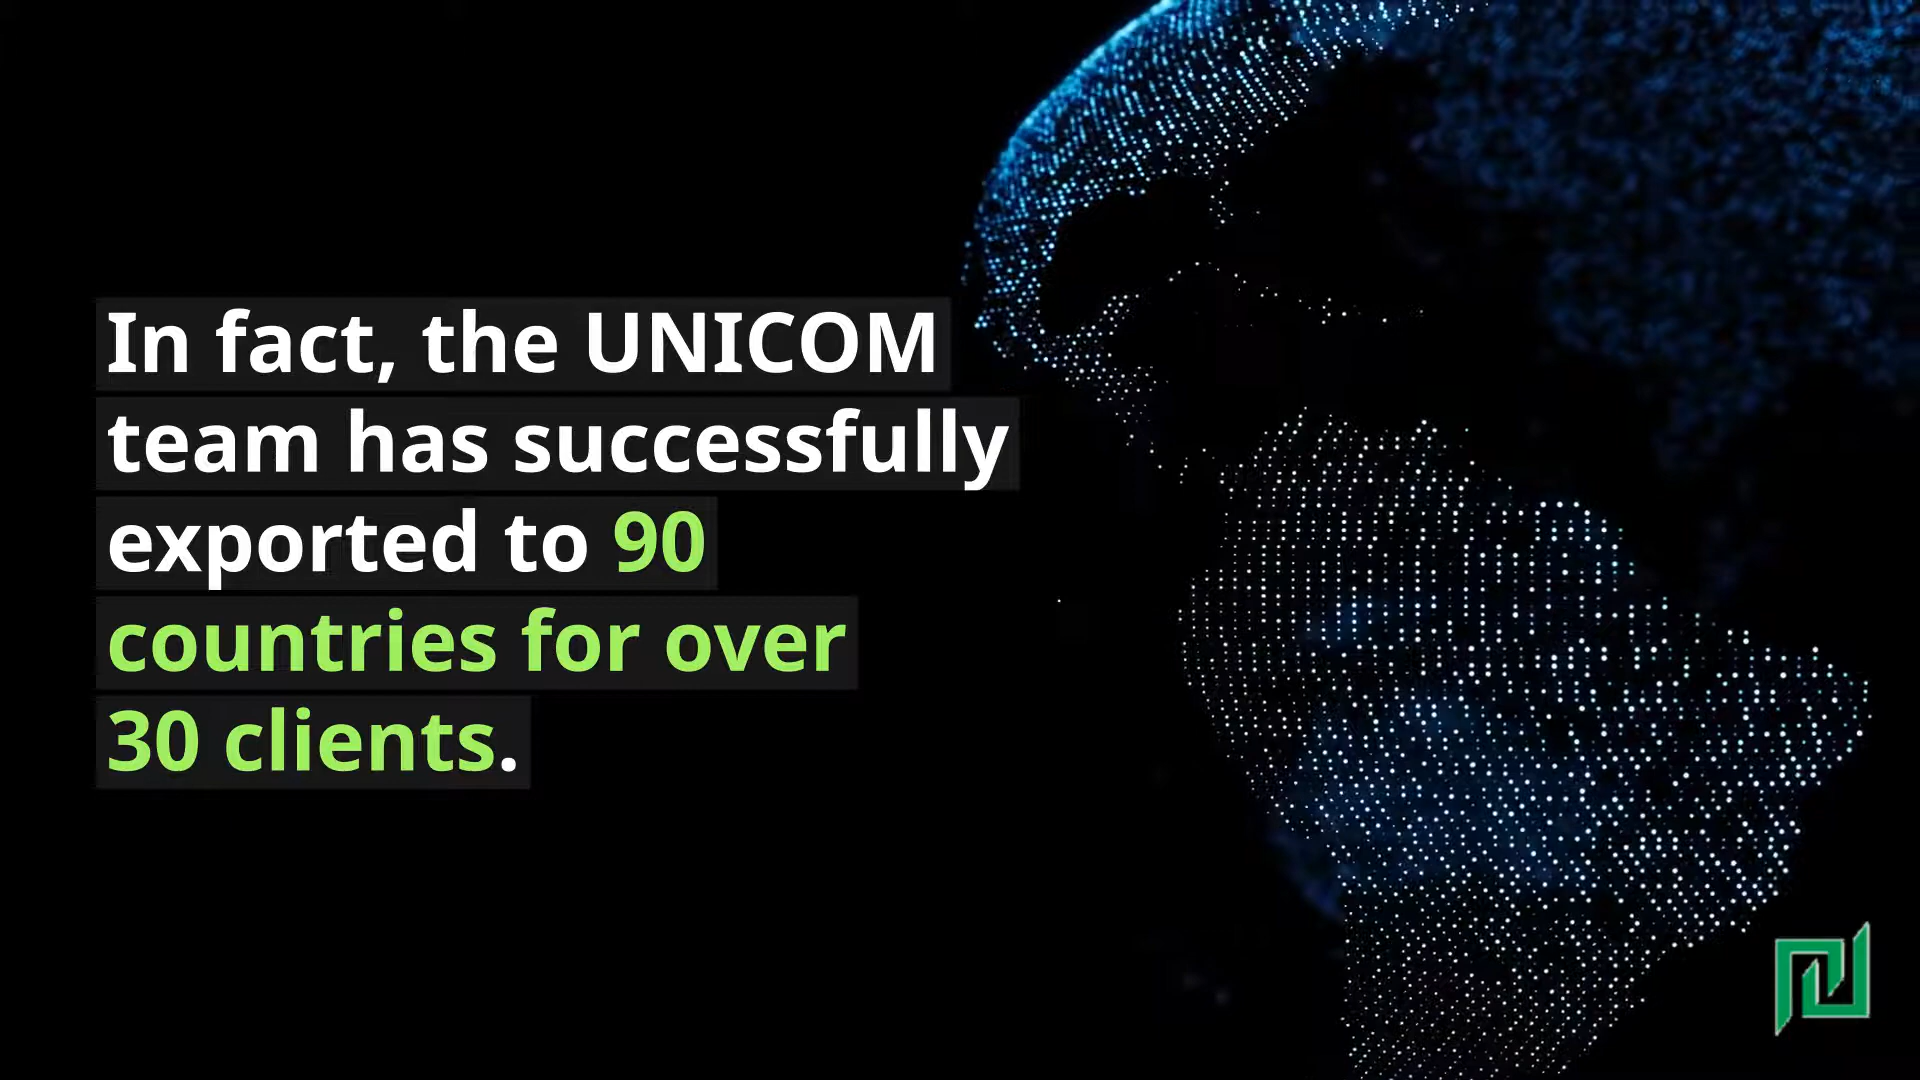 In fact, the UNICOM
team has successfully
exported to 90
countries for over
30 clients.